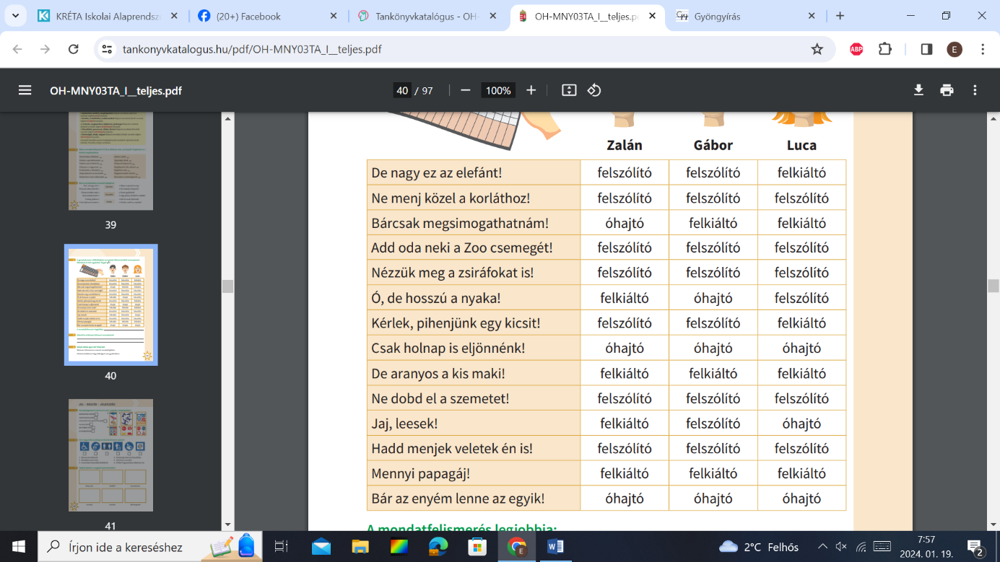 KRÉTA Iskolai Alaprendsz
(20+) Facebook
Tankönyvkatalógus - OH-
OH-MNY03TA_I__teljes.pd
Gyöngyírás
tankonyvkatalogus.hu/pdf/OH-MNY03TA_I__teljes.pdf
ABP
E
OH-MNY03TA_I__teljes.pdf
40 / 97
100%
39
40
41
Zalán Gábor Luca
De nagy ez az elefánt! felszólító felszólító felkiáltó
Ne menj közel a korláthoz! felszólító felszólító felszólító
Bárcsak megsimogathatnám! óhajtó felkiáltó felkiáltó
Add oda neki a Zoo csemegét! felszólító felszólító felszólító
Nézzük meg a zsiráfokat is! felszólító felszólító felszólító
Ó, de hosszú a nyaka! felkiáltó óhajtó felszólító
Kérlek, pihenjünk egy kicsit! felszólító felszólító felkiáltó
Csak holnap is eljönnénk! óhajtó óhajtó óhajtó
De aranyos a kis maki! felkiáltó felkiáltó felkiáltó
Ne dobd el a szemetet! felszólító felszólító felszólító
Jaj, leesek! felkiáltó felszólító óhajtó
Hadd menjek veletek én is! felszólító felszólító felszólító
Mennyi papagáj! felkiáltó felkiáltó felkiáltó
Bár az enyém lenne az egyik! óhajtó óhajtó óhajtó
A mondatfelismerés legjobbja:
Írjon ide a kereséshez
2°C Felhős
7:57
2024. 01. 19.
2